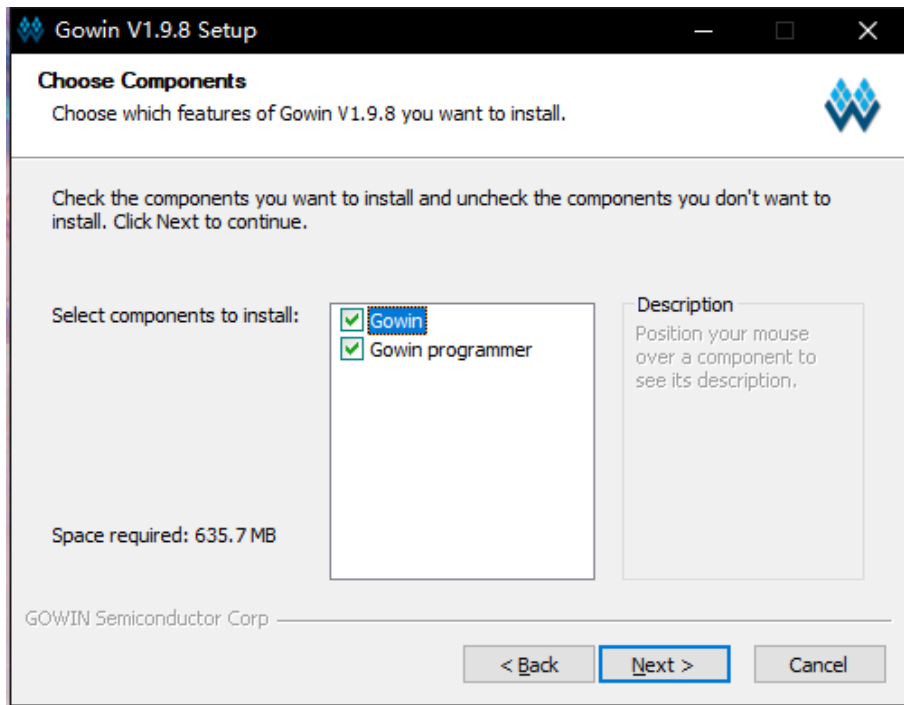 Gowin V1.9.8 Setup
Choose Components
Choose which features of Gowin V1.9.8 you want to install.
Check the components you want to install and uncheck the components you don't want to
install. Click Next to continue.
Select components to install:
Gowin
Gowin programmer
Description
Position your mouse
over a component to
see its description.
Space required: 635.7 MB
GOWIN Semiconductor Corp
< Back
Next >
Cancel